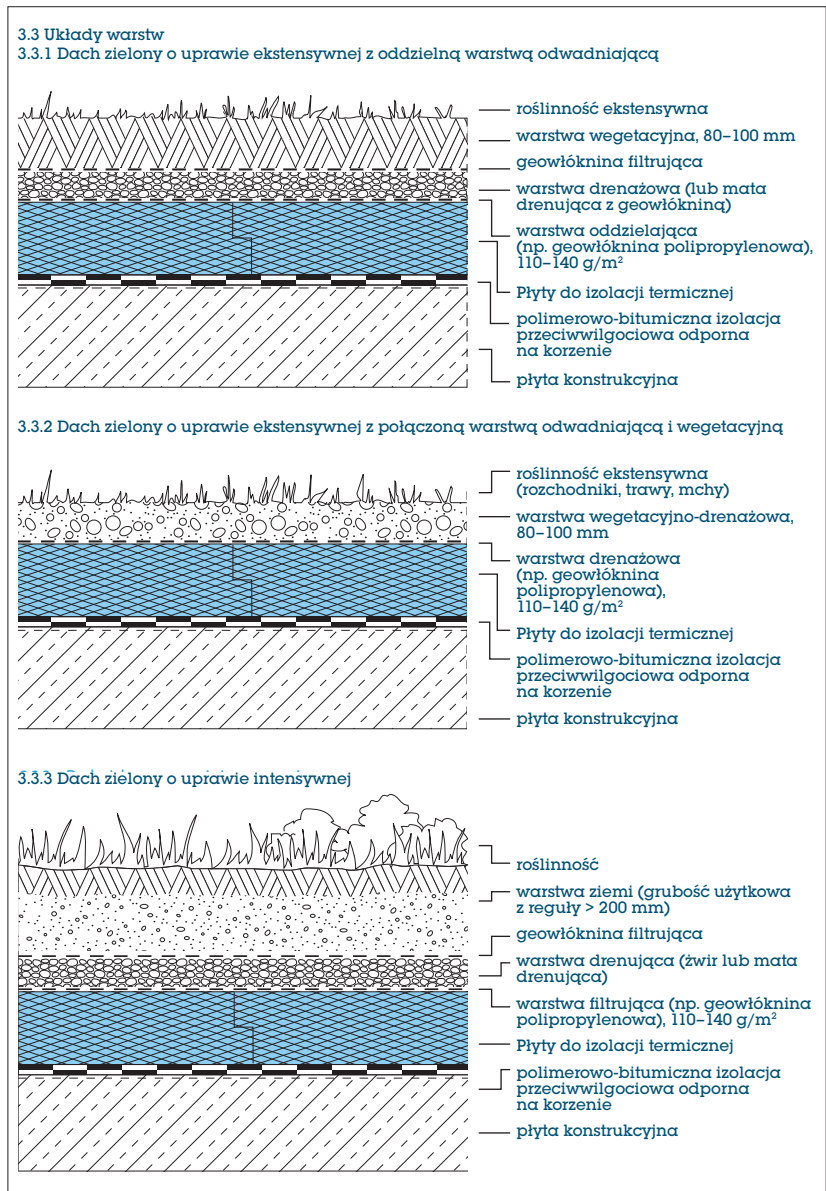 3.3 Układy warstw
3.3.1 Dach zielony o uprawie ekstensywnej z oddzielną warstwą odwadniającą
roślinność ekstensywna
warstwa wegetacyjna, 80–100 mm
geowłóknina filtrująca
warstwa drenażowa (lub mata
drenująca z geowłókniną)
warstwa oddzielająca
(np. geowłóknina polipropylenowa),
110–140 g/m²
Płyty do izolacji termicznej
polimerowo-bitumiczna izolacja
przeciwwilgociowa odporna
na korzenie
płyta konstrukcyjna
3.3.2 Dach zielony o uprawie ekstensywnej z połączoną warstwą odwadniającą i wegetacyjną
roślinność ekstensywna
(rozchodniki, trawy, mchy)
warstwa wegetacyjno-drenażowa,
80–100 mm
warstwa drenażowa
(np. geowłóknina
polipropylenowa),
110–140 g/m²
Płyty do izolacji termicznej
polimerowo-bitumiczna izolacja
przeciwwilgociowa odporna
na korzenie
płyta konstrukcyjna
3.3.3 Dach zielony o uprawie intensywnej
roślinność
warstwa ziemi (grubość użytkowa
z reguły > 200 mm)
geowłóknina filtrująca
warstwa drenująca (żwir lub mata
drenująca)
warstwa filtrująca (np. geowłóknina
polipropylenowa), 110–140 g/m²
Płyty do izolacji termicznej
polimerowo-bitumiczna izolacja
przeciwwilgociowa odporna
na korzenie
płyta konstrukcyjna